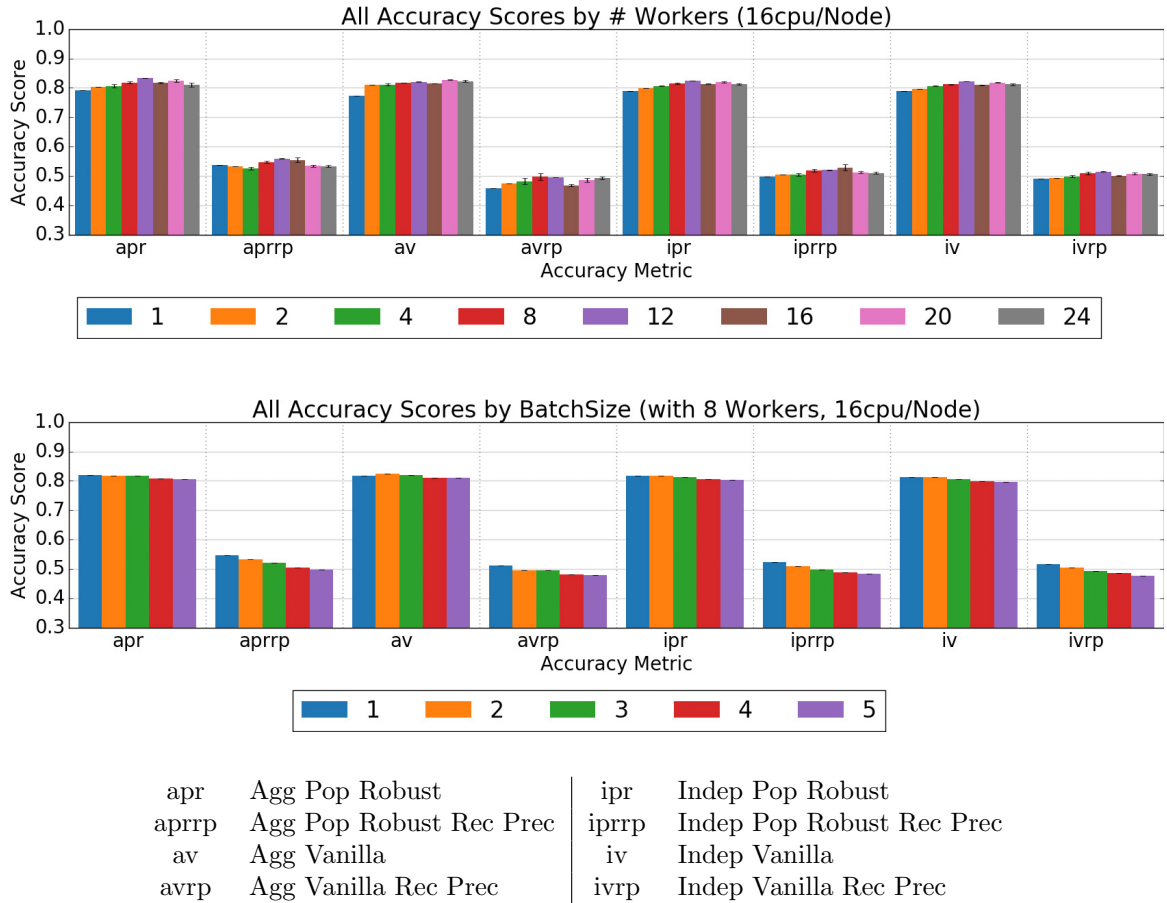 All Accuracy Scores by # Workers (16cpu/Node)
1.0
0.9
0.8
0.7
0.6
0.5
0.4
0.3
Accuracy Score
apr aprrp av avrp ipr iprrp iv ivrp
Accuracy Metric
1 2 4 8 12 16 20 24
All Accuracy Scores by BatchSize (with 8 Workers, 16cpu/Node)
1.0
0.9
0.8
0.7
0.6
0.5
0.4
0.3
Accuracy Score
apr aprrp av avrp ipr iprrp iv ivrp
Accuracy Metric
1 2 3 4 5
apr Agg Pop Robust ipr Indep Pop Robust
aprrp Agg Pop Robust Rec Prec iprrp Indep Pop Robust Rec Prec
av Agg Vanilla iv Indep Vanilla
avrp Agg Vanilla Rec Prec ivrp Indep Vanilla Rec Prec